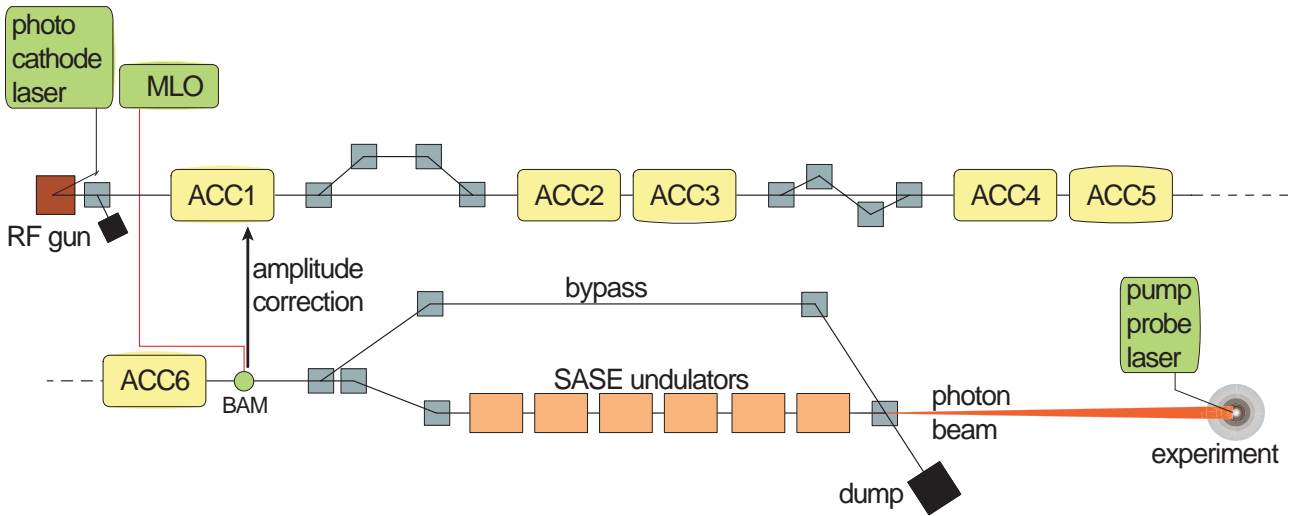 photo
cathode
laser
MLO
ACC1
ACC2
ACC3
ACC4
ACC5
RF gun
amplitude
correction
bypass
pump
probe
laser
ACC6
BAM
SASE undulators
photon
beam
experiment
dump